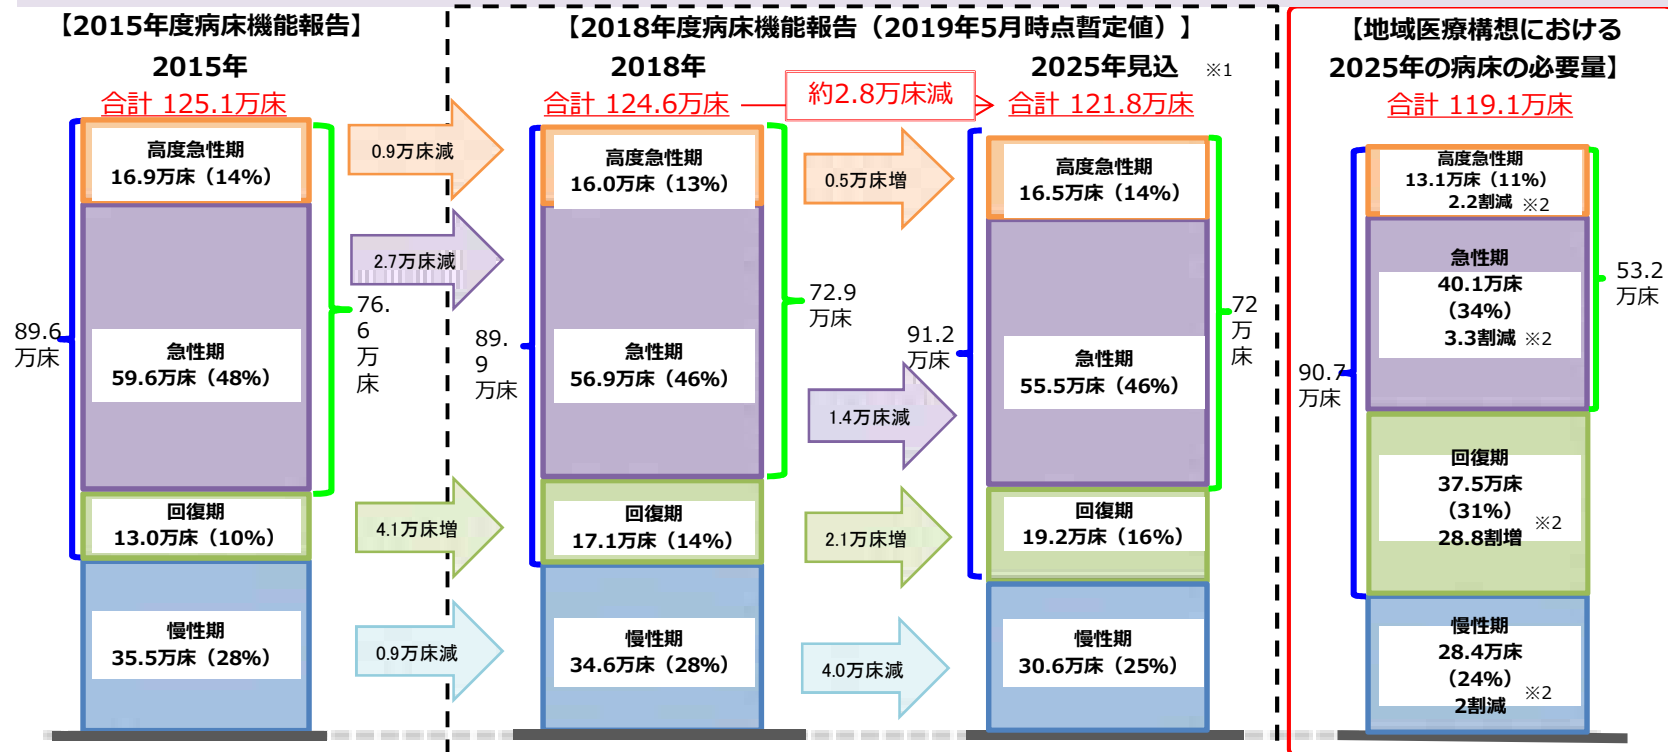 【2015年度病床機能報告】
2015年
合計 125.1万床
高度急性期
16.9万床（14%）
急性期
59.6万床（48%）
回復期
13.0万床（10%）
慢性期
35.5万床（28%）
89.6
万床
76.
6
万
床
0.9万床減
2.7万床減
4.1万床増
0.9万床減
【2018年度病床機能報告（2019年5月時点暫定値）】
2018年
合計 124.6万床
高度急性期
16.0万床（13%）
急性期
56.9万床（46%）
回復期
17.1万床（14%）
慢性期
34.6万床（28%）
89.
9
万床
72.9
万床
約2.8万床減
0.5万床増
1.4万床減
2.1万床増
4.0万床減
2025年見込 ※1
合計 121.8万床
高度急性期
16.5万床（14%）
急性期
55.5万床（46%）
回復期
19.2万床（16%）
慢性期
30.6万床（25%）
91.2
万床
72
万
床
【地域医療構想における
2025年の病床の必要量】
合計 119.1万床
高度急性期
13.1万床（11%）
2.2割減 ※2
急性期
40.1万床
（34%）
3.3割減 ※2
回復期
37.5万床
（31%）
28.8割増 ※2
慢性期
28.4万床
（24%）
2割減 ※2
90.7
万床
53.2
万床